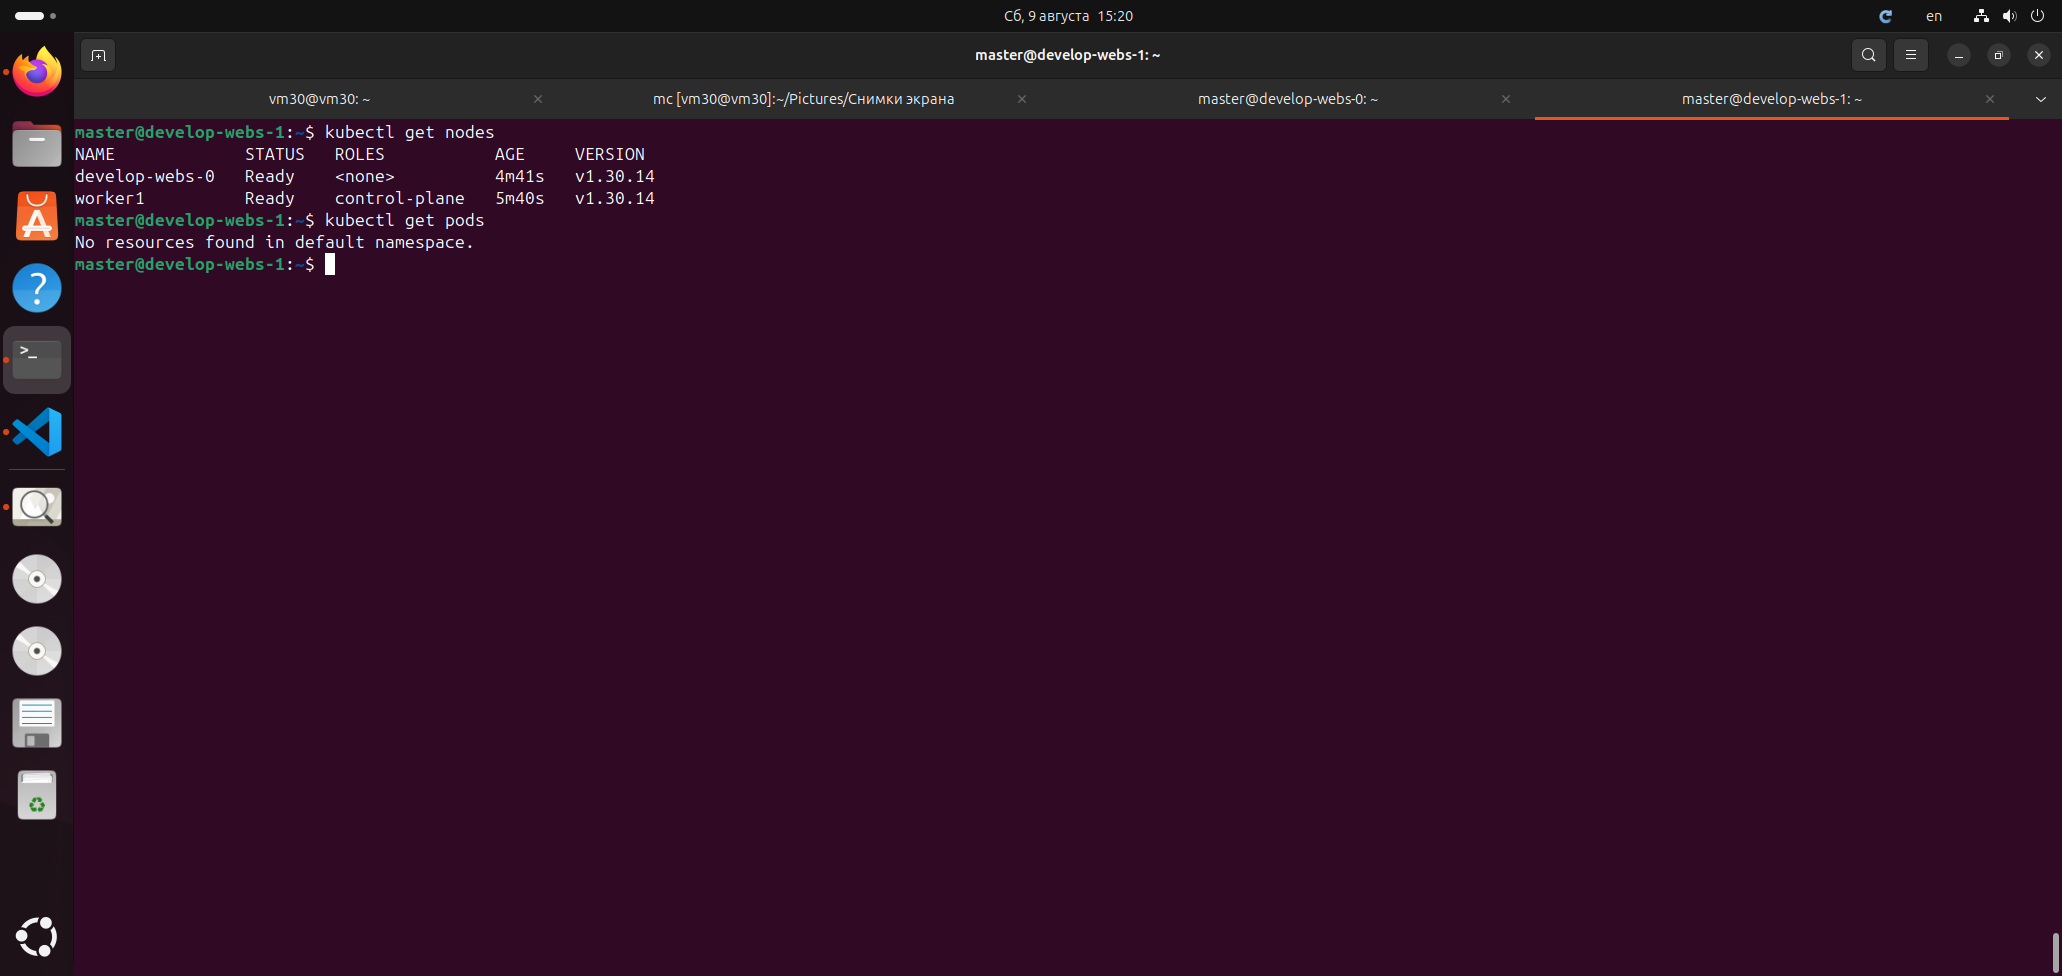 Сб, 9 августа 15:20
en
master@develop-webs-1: ~
vm30@vm30: ~
mc [vm30@vm30]:~/Pictures/Снимки экрана
master@develop-webs-0: ~
master@develop-webs-1: ~
master@develop-webs-1:~$ kubectl get nodes
NAME STATUS ROLES AGE VERSION
develop-webs-0 Ready <none> 4m41s v1.30.14
worker1 Ready control-plane 5m40s v1.30.14
master@develop-webs-1:~$ kubectl get pods
No resources found in default namespace.
master@develop-webs-1:~$